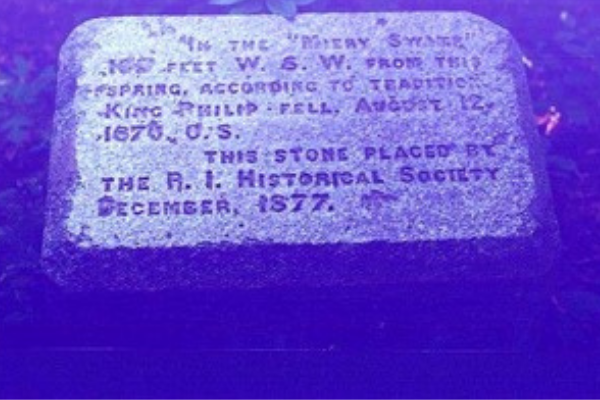 IN THE "MIERY SWAMP"
166 FEET W. S. W. FROM THIS
SPRING, ACCORDING TO TRADITION
KING PHILIP FELL, AUGUST 12,
1676, O.S.
THIS STONE PLACED BY
THE R. I. HISTORICAL SOCIETY
DECEMBER, 1877.